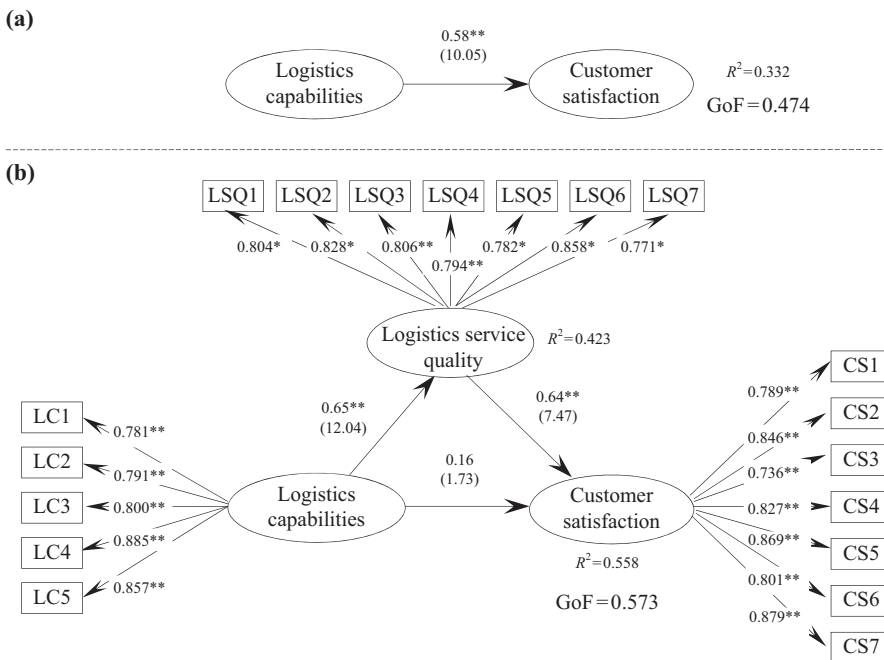 (a)
0.58**
(10.05)
Logistics
capabilities
Customer
satisfaction
R²=0.332
GoF=0.474
(b)
LSQ1 LSQ2 LSQ3 LSQ4 LSQ5 LSQ6 LSQ7
0.804* 0.828* 0.806** 0.794** 0.782* 0.858* 0.771*
Logistics service
quality
R²=0.423
0.65**
(12.04)
0.64**
(7.47)
LC1
LC2
LC3
LC4
LC5
0.781**
0.791**
0.800**
0.885**
0.857**
Logistics
capabilities
0.16
(1.73)
Customer
satisfaction
R²=0.558
GoF=0.573
0.789**
0.846**
0.736**
0.827**
0.869**
0.801**
0.879**
CS1
CS2
CS3
CS4
CS5
CS6
CS7